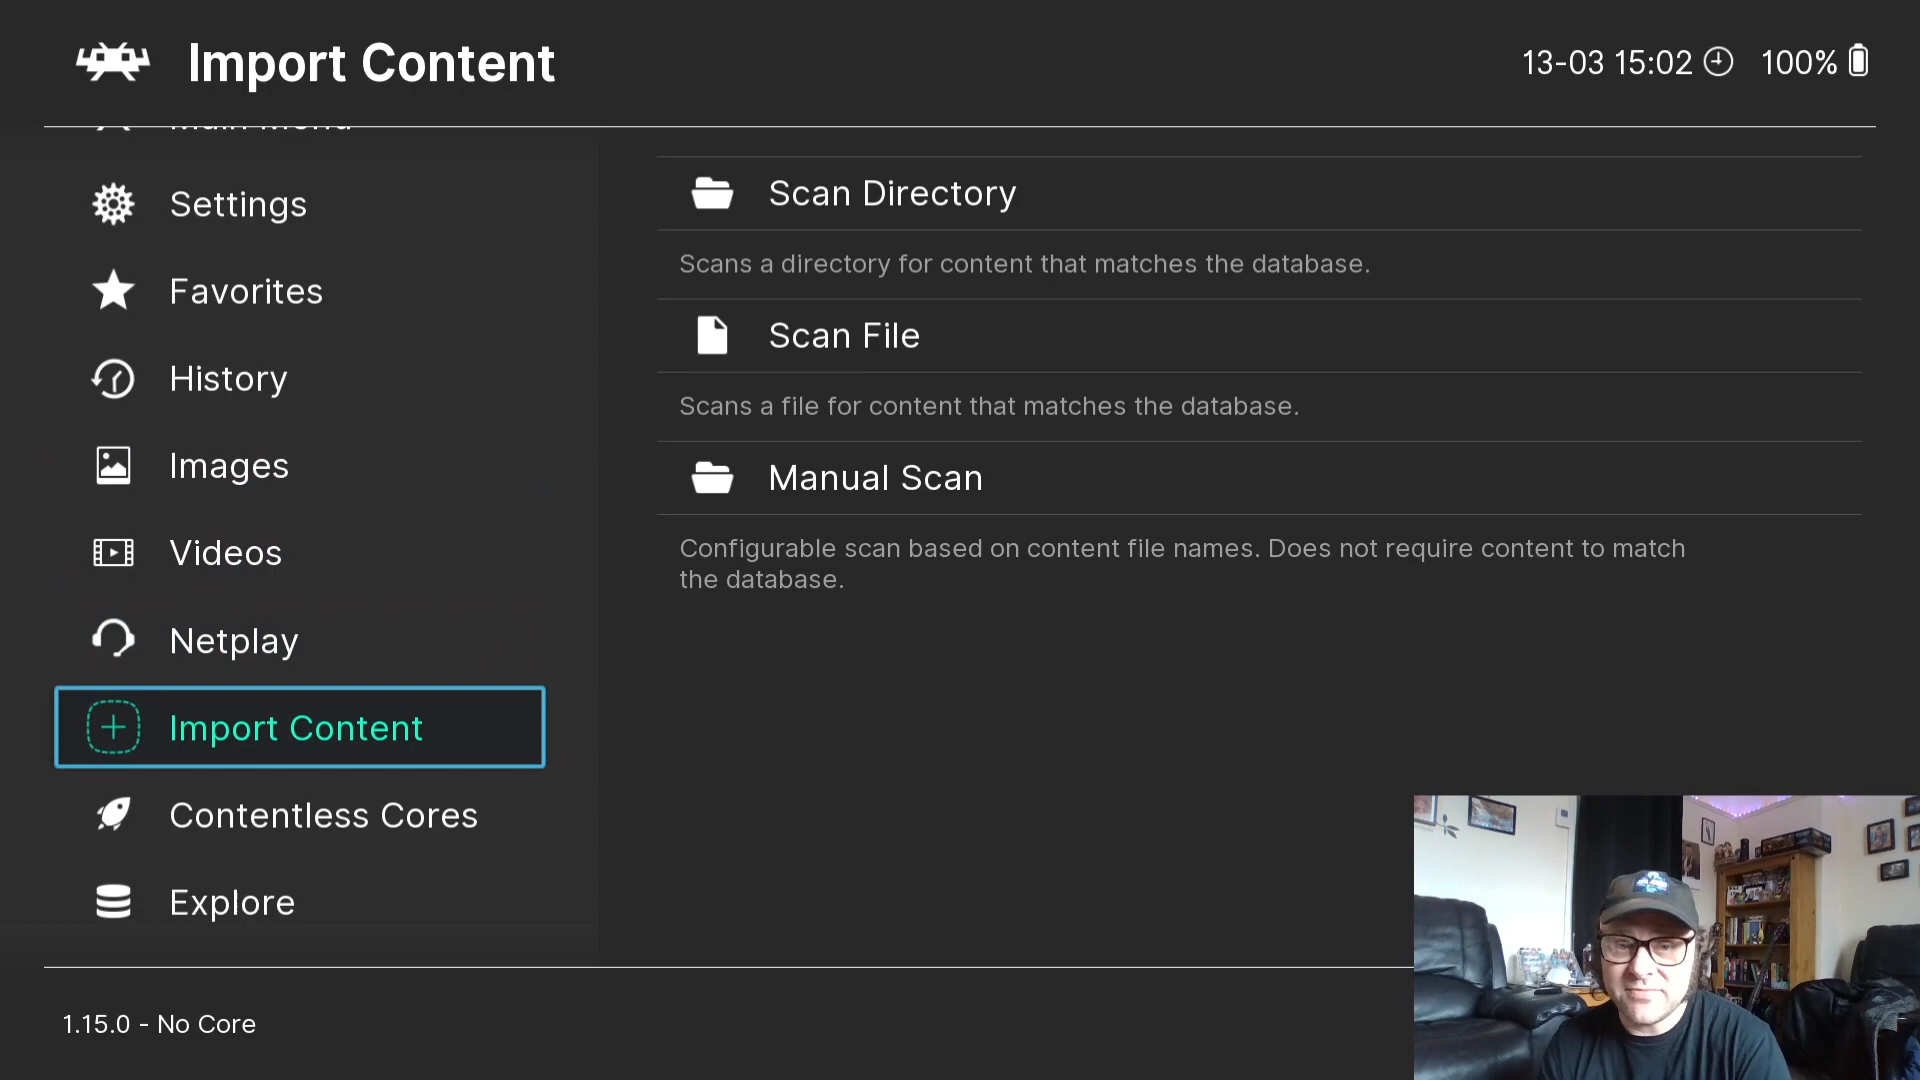 Import Content
13-03 15:02
100%
Main Menu
Settings
Favorites
History
Images
Videos
Netplay
Import Content
Contentless Cores
Explore
Scan Directory
Scans a directory for content that matches the database.
Scan File
Scans a file for content that matches the database.
Manual Scan
Configurable scan based on content file names. Does not require content to match
the database.
1.15.0 - No Core